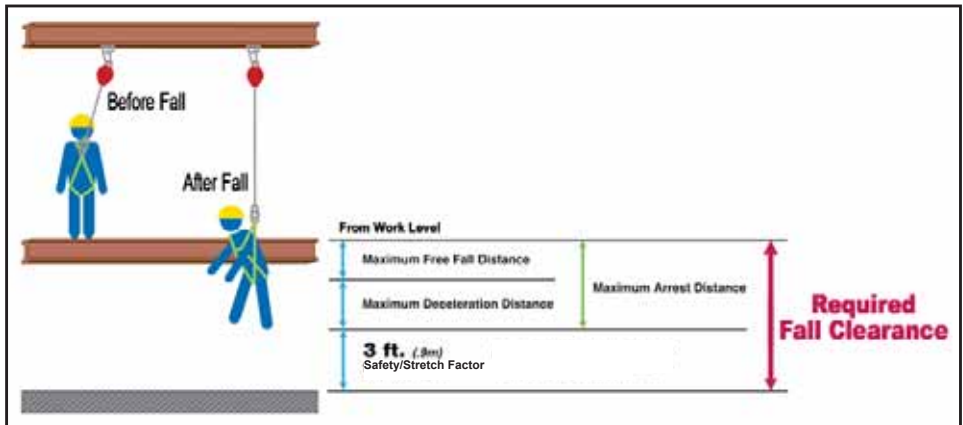 Before Fall
After Fall
From Work Level
Maximum Free Fall Distance
Maximum Deceleration Distance
Maximum Arrest Distance
3 ft. (.9m)
Safety/Stretch Factor
Required
Fall Clearance